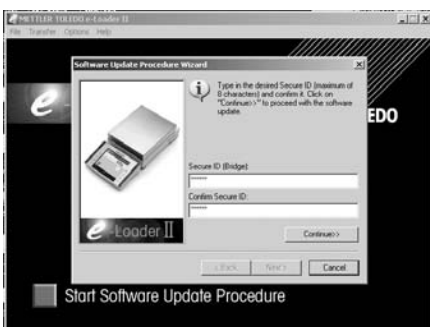 METTLER TOLEDO e-Loader II
File Transfer Options Help
Software Update Procedure Wizard
Type in the desired Secure ID (maximum of
8 characters) and confirm it. Click on
"Continue>>" to proceed with the software
update.
e
EDO
Secure ID (Bridge):
Confirm Secure ID:
e-Loader II
Continue>>
< Back
Next >
Cancel
Start Software Update Procedure